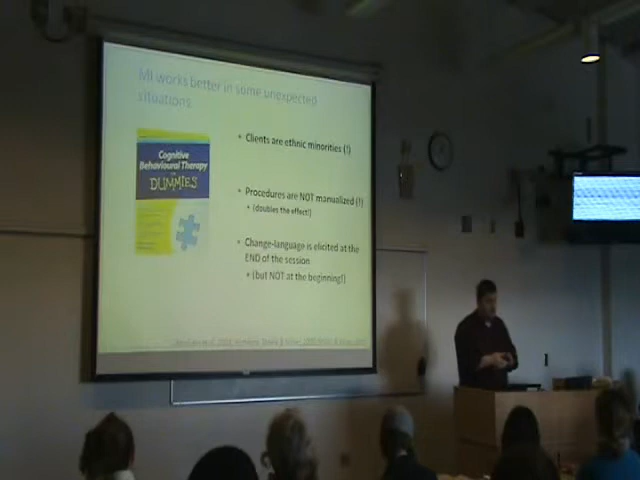 MI works better in some unexpected
situations
• Clients are ethnic minorities (!)
Cognitive
Behavioural Therapy
FOR
DUMMIES
• Procedures are NOT manualized (!)
• (doubles the effect!)
• Change-language is elicited at the
END of the session
• (but NOT at the beginning!)